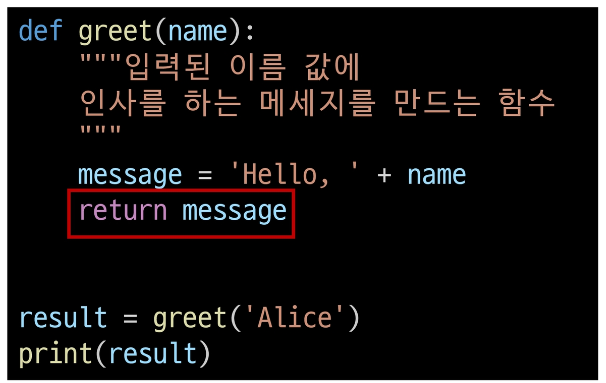 def greet(name):
    """입력된 이름 값에
    인사를 하는 메세지를 만드는 함수
    """
    message = 'Hello, ' + name
    return message
result = greet('Alice')
print(result)